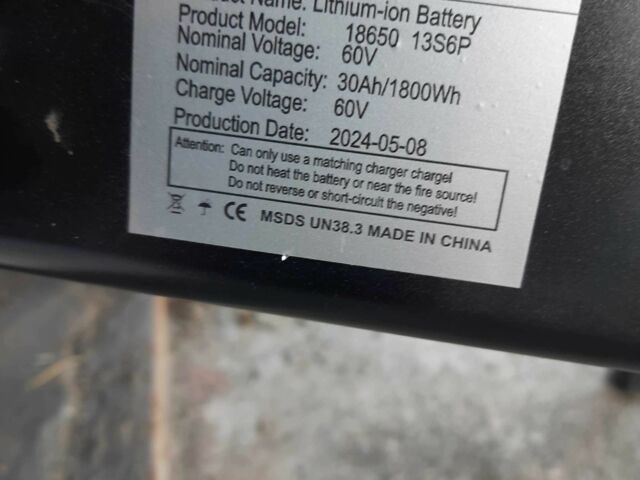 Name: Lithium-ion Battery
Product Model: 18650 13S6P
Nominal Voltage: 60V
Nominal Capacity: 30Ah/1800Wh
Charge Voltage: 60V
Production Date: 2024-05-08
Attention: Can only use a matching charger charge!
Do not heat the battery or near the fire source!
Do not reverse or short-circuit the negative!
CE MSDS UN38.3 MADE IN CHINA